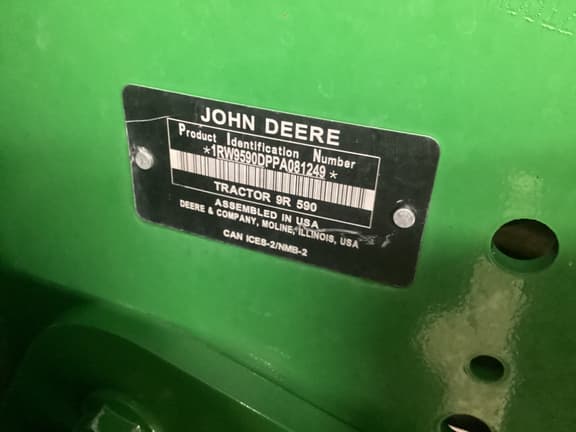 JOHN DEERE
Product Identification Number
*1RW9590DPPA081249*
TRACTOR 9R 590
ASSEMBLED IN USA
DEERE & COMPANY, MOLINE, ILLINOIS, USA
CAN ICES-2/NMB-2